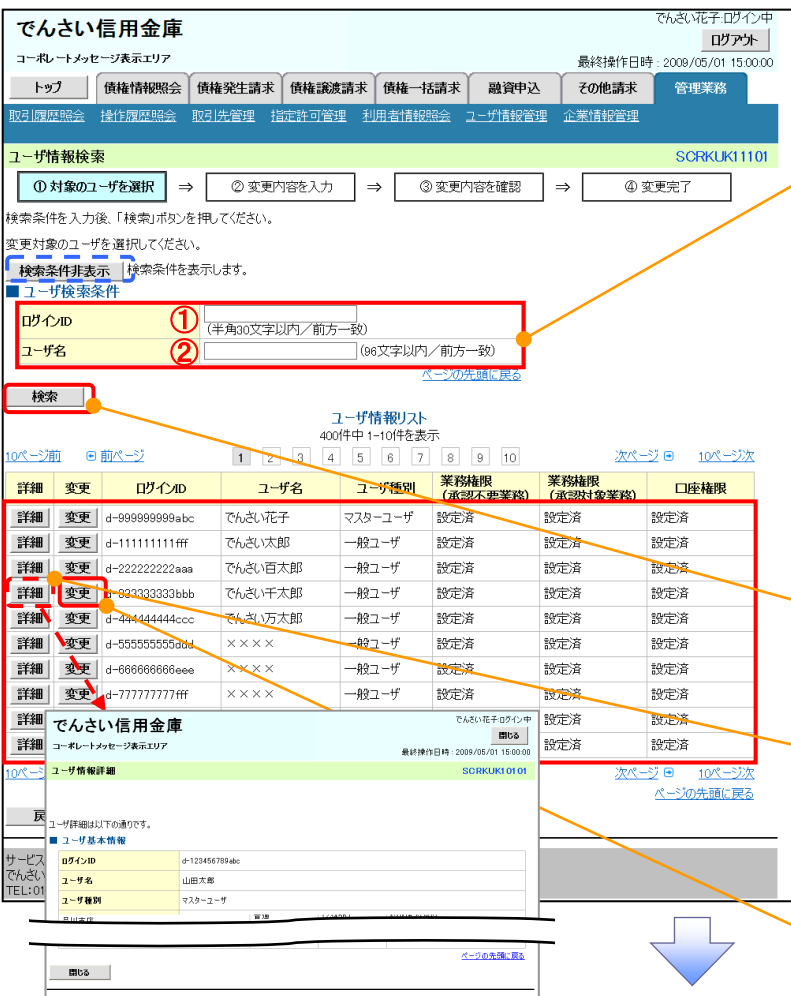 でんさい信用金庫
でんさい花子:ログイン中
ログアウト
コーポレートメッセージ表示エリア
最終操作日時 : 2009/05/01 15:00:00
トップ 債権情報照会 債権発生請求 債権譲渡請求 債権一括請求 融資申込 その他請求 管理業務
取引履歴照会 操作履歴照会 取引先管理 指定許可管理 利用者情報照会 ユーザ情報管理 企業情報管理
ユーザ情報検索 SCRKUK11101
① 対象のユーザを選択 ⇒ ② 変更内容を入力 ⇒ ③ 変更内容を確認 ⇒ ④ 変更完了
検索条件を入力後、「検索」ボタンを押してください。
変更対象のユーザを選択してください。
検索条件非表示 検索条件を表示します。
■ ユーザ検索条件
ログインID ① (半角30文字以内/前方一致)
ユーザ名 ② (96文字以内/前方一致)
ページの先頭に戻る
検索
ユーザ情報リスト
400件中 1-10件を表示
10ページ前 前ページ 1 2 3 4 5 6 7 8 9 10 次ページ 10ページ次
詳細 変更 ログインID ユーザ名 ユーザ種別 業務権限(承認不要業務) 業務権限(承認対象業務) 口座権限
詳細 変更 d-999999999abc でんさい花子 マスターユーザ 設定済 設定済 設定済
詳細 変更 d-111111111fff でんさい太郎 一般ユーザ 設定済 設定済 設定済
詳細 変更 d-222222222aaa でんさい百太郎 一般ユーザ 設定済 設定済 設定済
詳細 変更 d-333333333bbb でんさい千太郎 一般ユーザ 設定済 設定済 設定済
詳細 変更 d-444444444ccc でんさい万太郎 一般ユーザ 設定済 設定済 設定済
詳細 変更 d-555555555ddd ×××× 一般ユーザ 設定済 設定済 設定済
詳細 変更 d-666666666eee ×××× 一般ユーザ 設定済 設定済 設定済
詳細 変更 d-777777777fff ×××× 一般ユーザ 設定済 設定済 設定済
詳細 設定済 設定済
詳細 設定済 設定済
10ページ 次ページ 10ページ次
ページの先頭に戻る
戻
サービス
でんさい
TEL:01
でんさい信用金庫
でんさい花子:ログイン中
閉じる
コーポレートメッセージ表示エリア
最終操作日時 : 2009/05/01 15:00:00
ユーザ情報詳細 SCRKUK10101
ユーザ詳細は以下の通りです。
■ ユーザ基本情報
ログインID d-123456789abc
ユーザ名 山田太郎
ユーザ種別 マスターユーザ
ページの先頭に戻る
閉じる